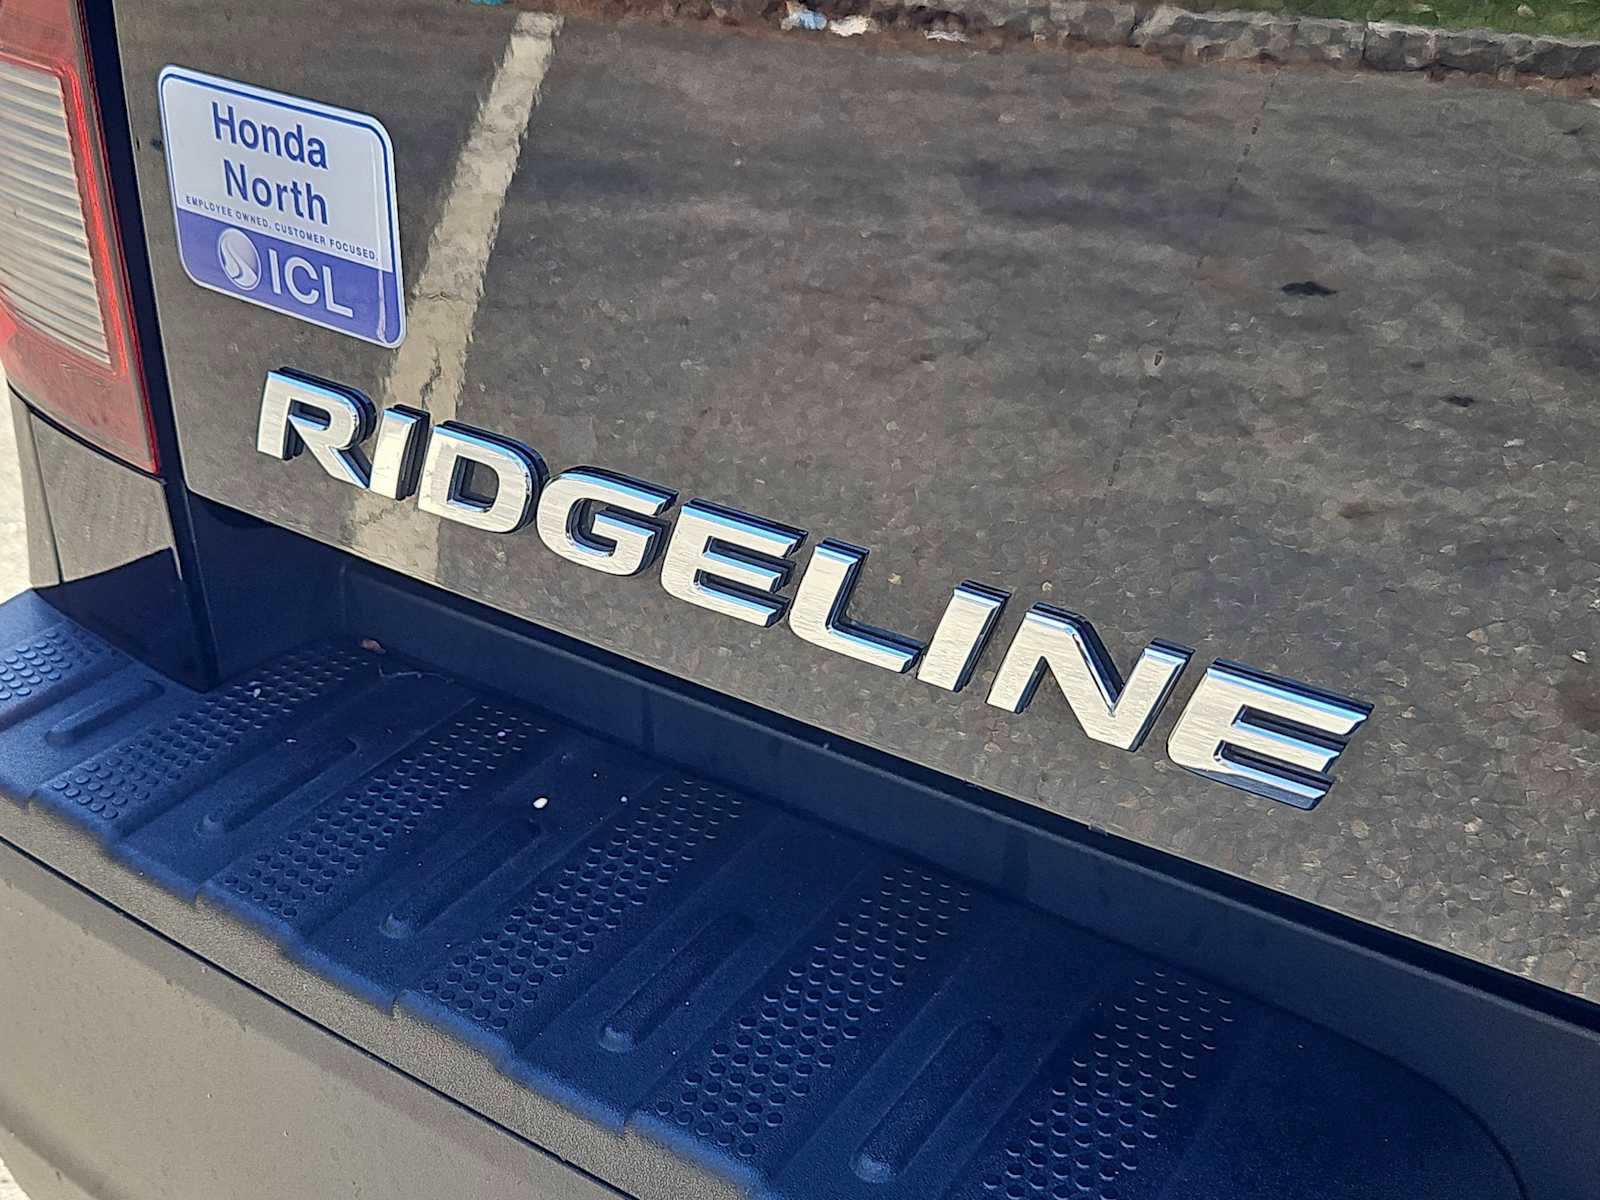 Honda
North
EMPLOYEE OWNED, CUSTOMER FOCUSED.
ICL
RIDGELINE